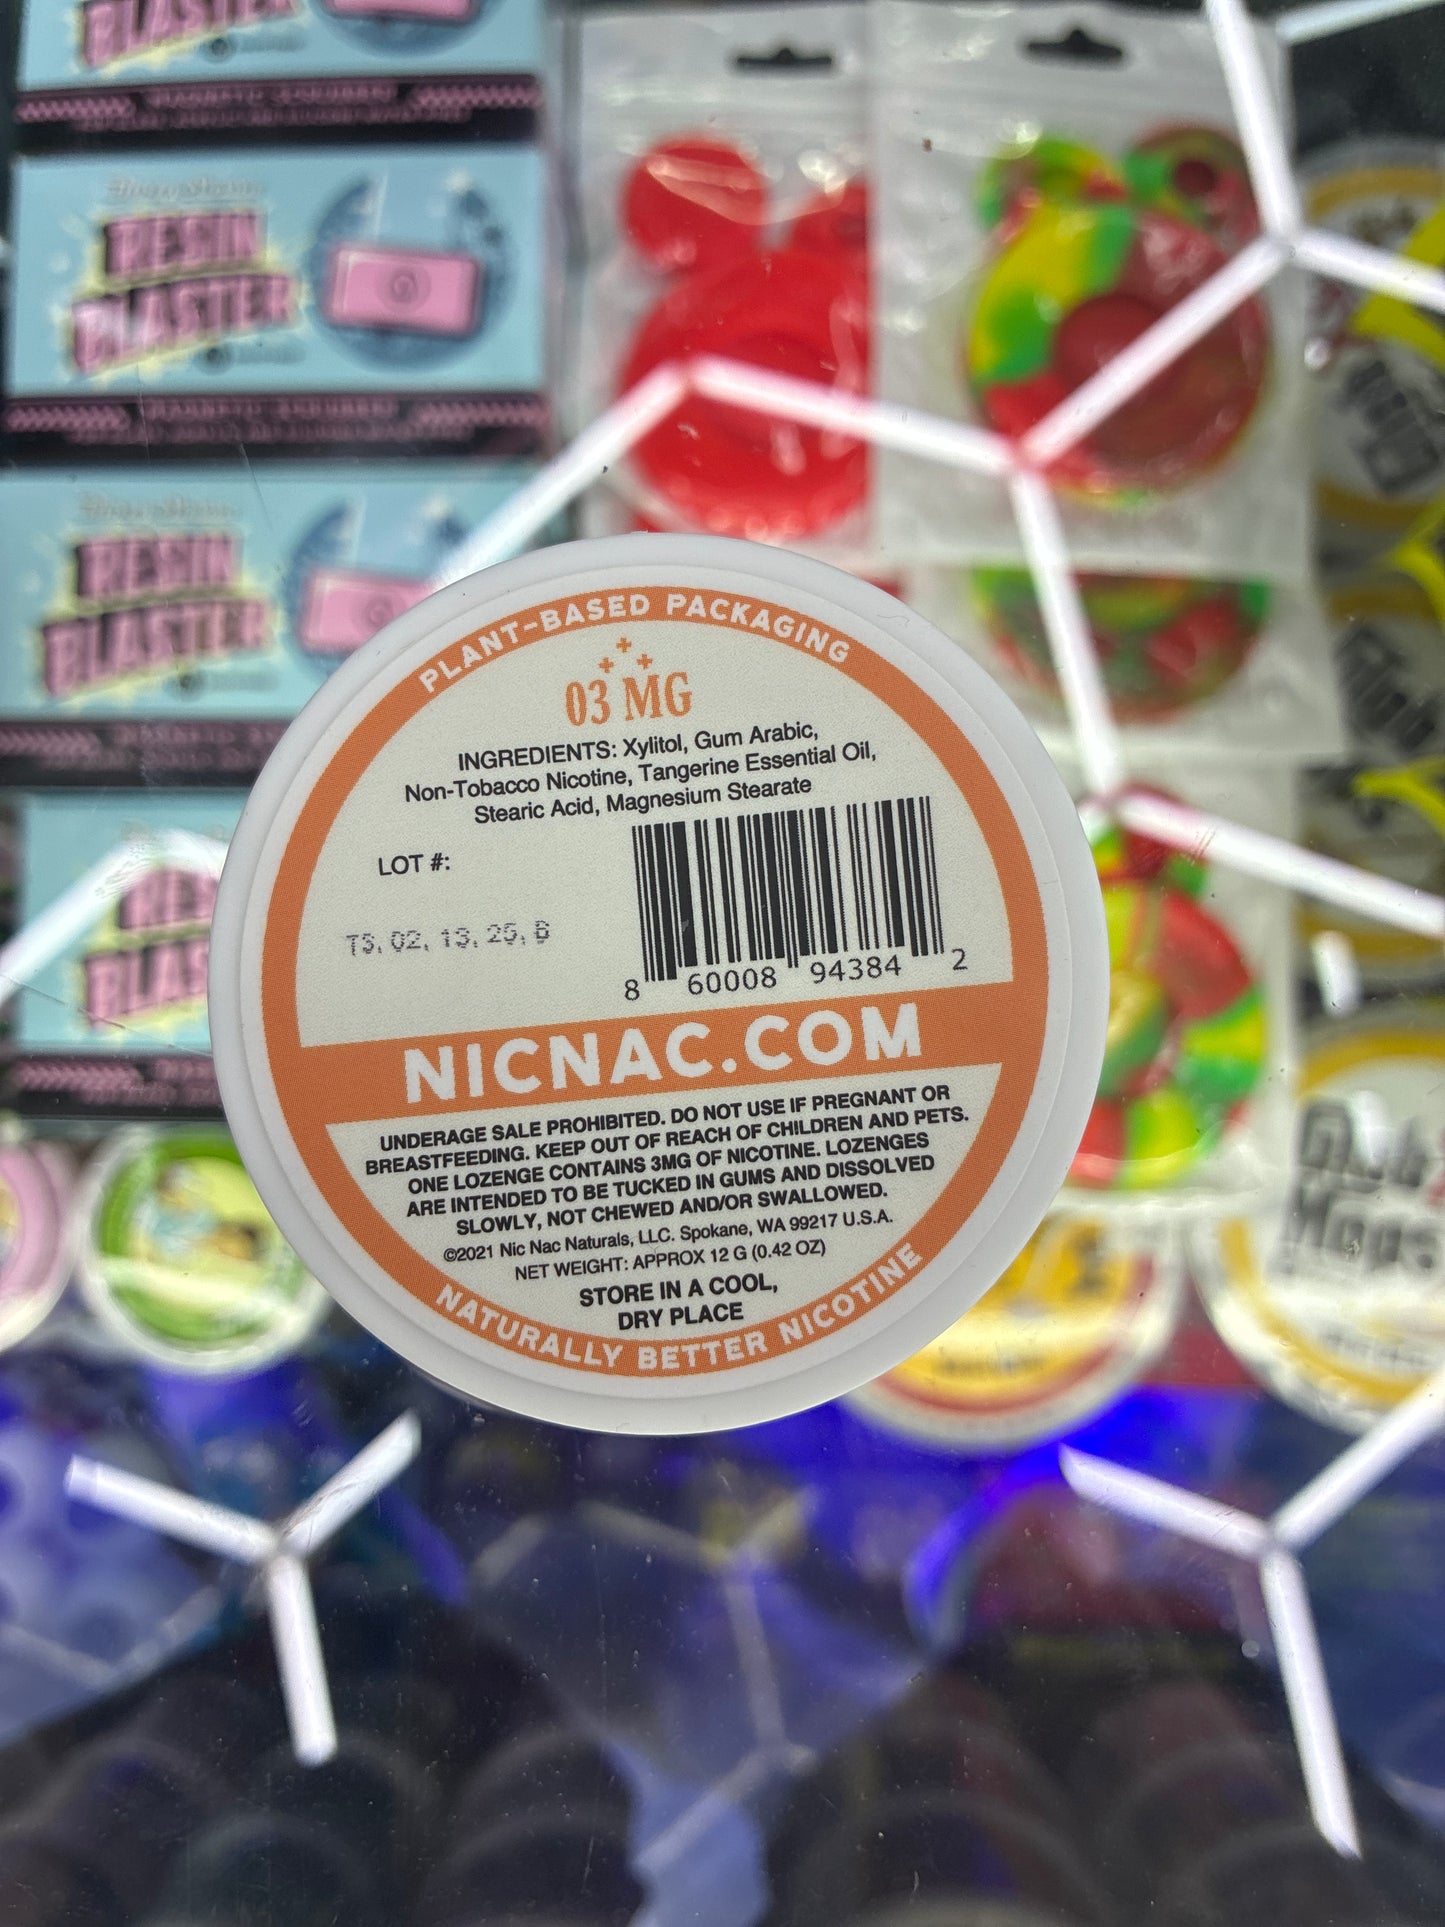 RESIN
BLASTER
RESIN
BLASTER
PLANT-BASED PACKAGING
03 MG
INGREDIENTS: Xylitol, Gum Arabic,
Non-Tobacco Nicotine, Tangerine Essential Oil,
Stearic Acid, Magnesium Stearate
LOT #:
TS. 02. 13. 25. B
8 60008 94384 2
NICNAC.COM
UNDERAGE SALE PROHIBITED. DO NOT USE IF PREGNANT OR
BREASTFEEDING. KEEP OUT OF REACH OF CHILDREN AND PETS.
ONE LOZENGE CONTAINS 3MG OF NICOTINE. LOZENGES
ARE INTENDED TO BE TUCKED IN GUMS AND DISSOLVED
SLOWLY, NOT CHEWED AND/OR SWALLOWED.
©2021 Nic Nac Naturals, LLC. Spokane, WA 99217 U.S.A.
NET WEIGHT: APPROX 12 G (0.42 OZ)
STORE IN A COOL,
DRY PLACE
NATURALLY BETTER NICOTINE